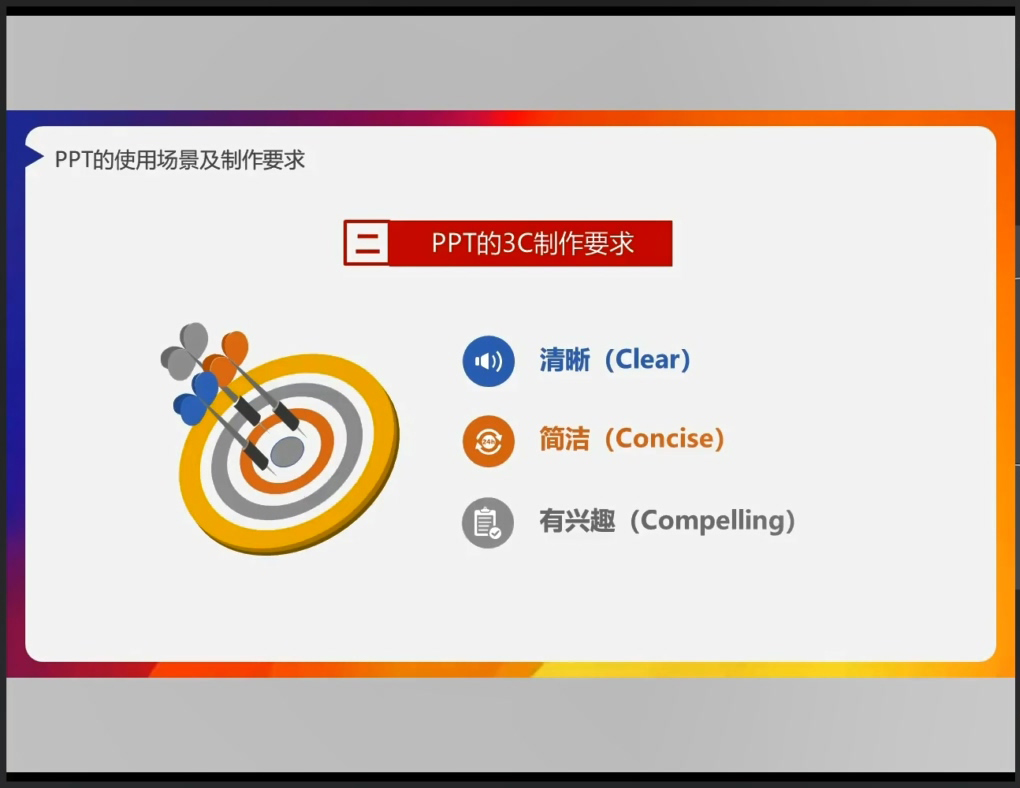 PPT的使用场景及制作要求
二 PPT的3C制作要求
清晰（Clear）
24h
简洁（Concise）
有兴趣（Compelling）